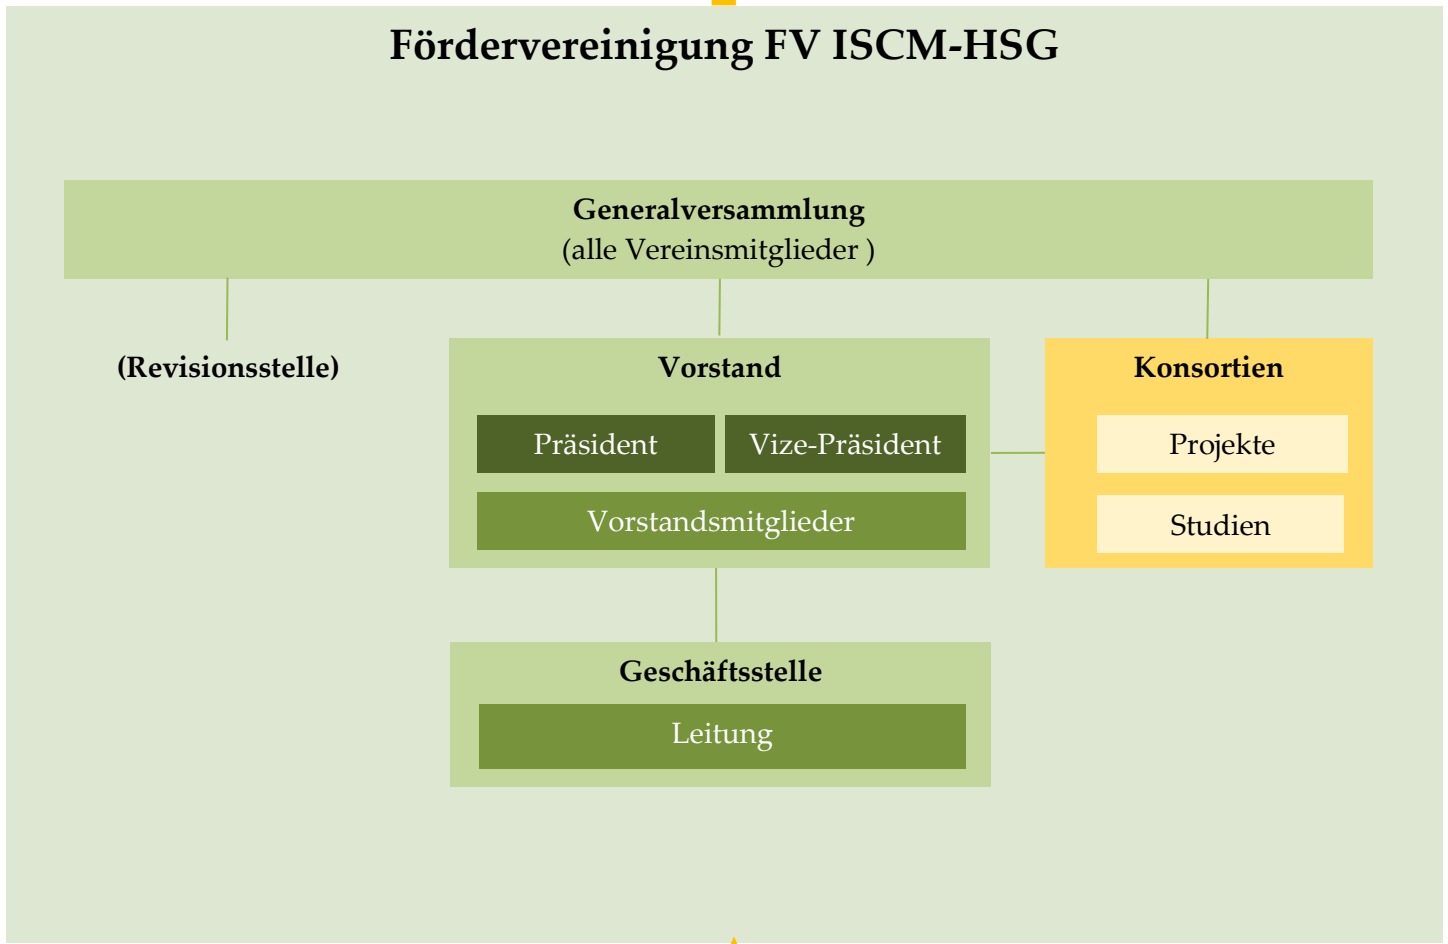 Fördervereinigung FV ISCM-HSG
Generalversammlung
(alle Vereinsmitglieder )
(Revisionsstelle)
Vorstand
Konsortien
Präsident
Vize-Präsident
Projekte
Vorstandsmitglieder
Studien
Geschäftsstelle
Leitung